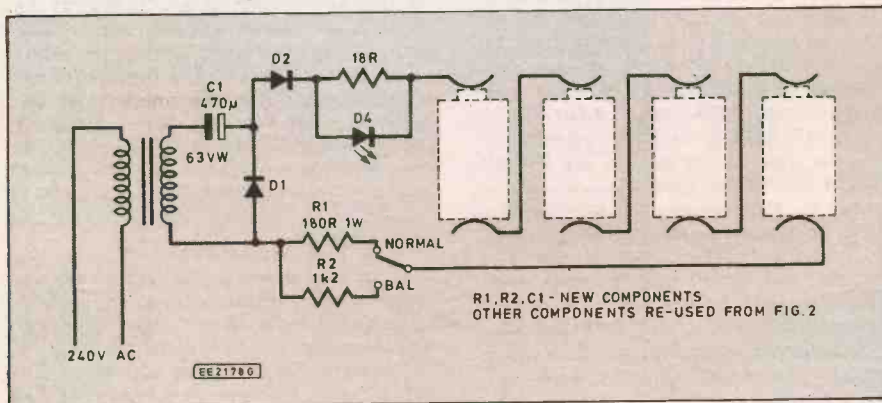 D2
18R
C1
470μ
D4
63VW
D1
R1
180R 1W
NORMAL
R2
1k2
BAL
R1,R2,C1 - NEW COMPONENTS
OTHER COMPONENTS RE-USED FROM FIG.2
240V AC
EE2178G